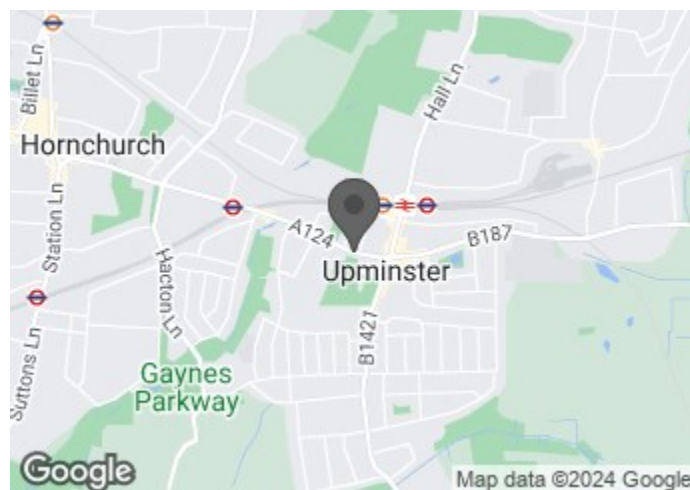 Billet Ln
Hall Ln
Hornchurch
Station Ln
A124
B187
Upminster
Hacton Ln
Suttons Ln
B1421
Gaynes
Parkway
Google
Map data ©2024 Google